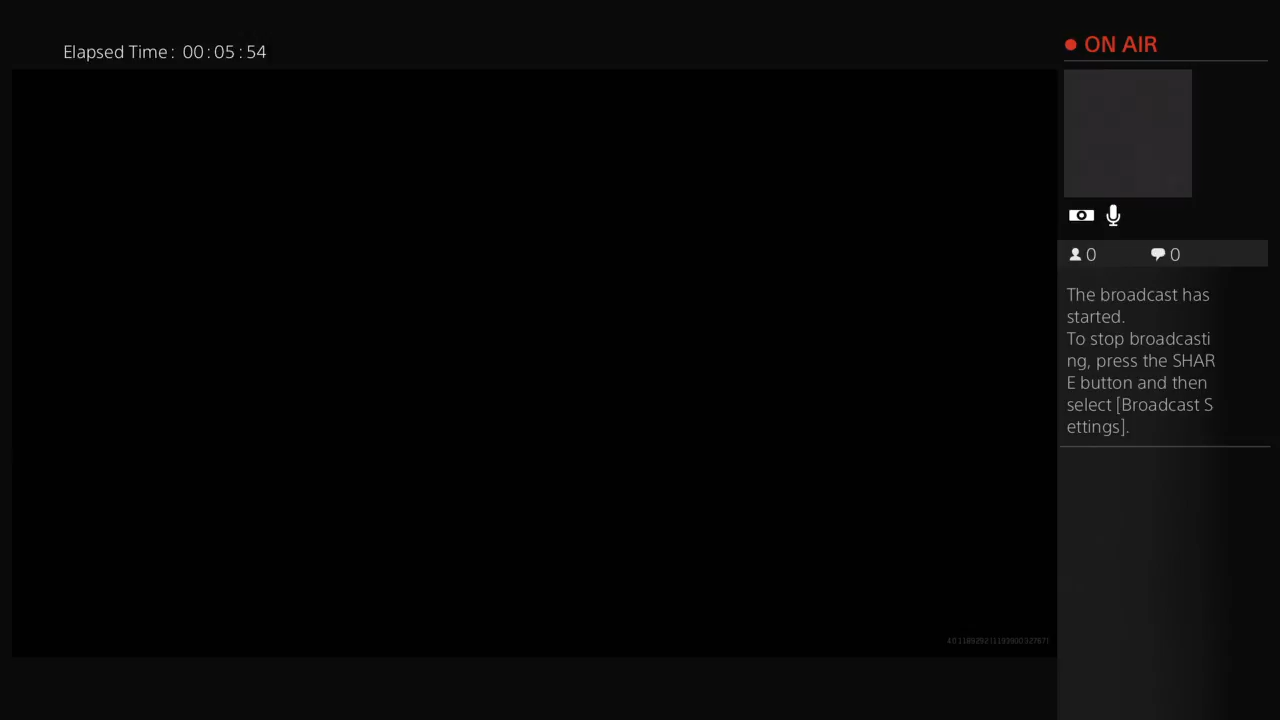 Elapsed Time : 00 : 05 : 54
ON AIR
0 0
The broadcast has
started.
To stop broadcasti
ng, press the SHAR
E button and then
select [Broadcast S
ettings].